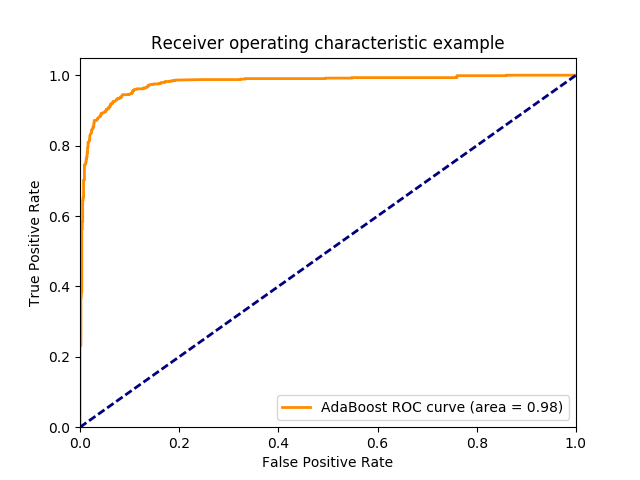 Receiver operating characteristic example
True Positive Rate
1.0
0.8
0.6
0.4
0.2
0.0
AdaBoost ROC curve (area = 0.98)
0.0 0.2 0.4 0.6 0.8 1.0
False Positive Rate